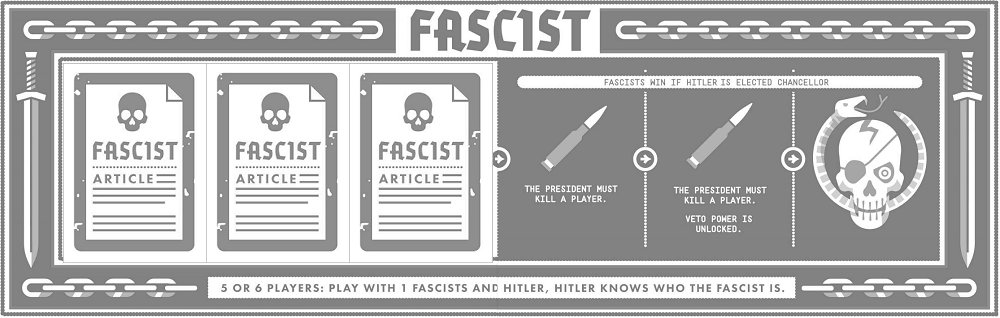 FASCIST
FASCISTS WIN IF HITLER IS ELECTED CHANCELLOR
FASCIST
ARTICLE
FASCIST
ARTICLE
FASCIST
ARTICLE
THE PRESIDENT MUST
KILL A PLAYER.
THE PRESIDENT MUST
KILL A PLAYER.
VETO POWER IS
UNLOCKED.
5 OR 6 PLAYERS: PLAY WITH 1 FASCISTS AND HITLER, HITLER KNOWS WHO THE FASCIST IS.